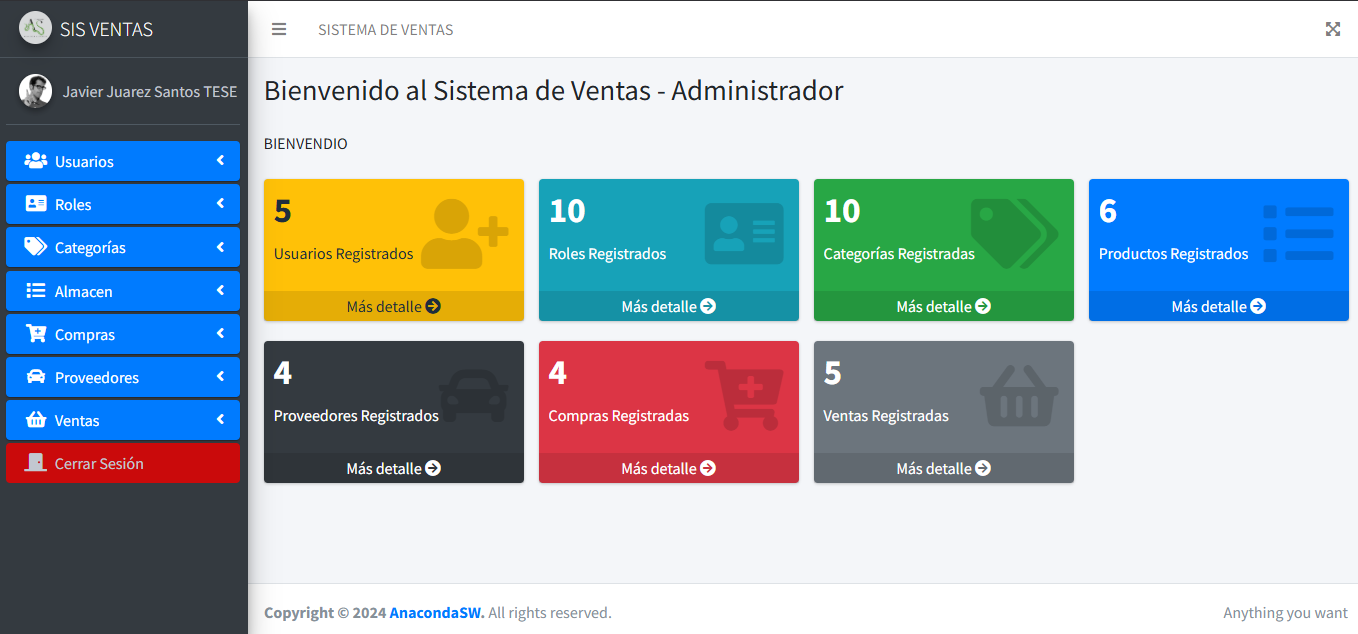 SIS VENTAS
SISTEMA DE VENTAS
Javier Juarez Santos TESE
Usuarios
Roles
Categorías
Almacen
Compras
Proveedores
Ventas
Cerrar Sesión
Bienvenido al Sistema de Ventas - Administrador
BIENVENDIO
5
Usuarios Registrados
Más detalle
10
Roles Registrados
Más detalle
10
Categorías Registradas
Más detalle
6
Productos Registrados
Más detalle
4
Proveedores Registrados
Más detalle
4
Compras Registradas
Más detalle
5
Ventas Registradas
Más detalle
Copyright © 2024 AnacondaSW. All rights reserved.
Anything you want